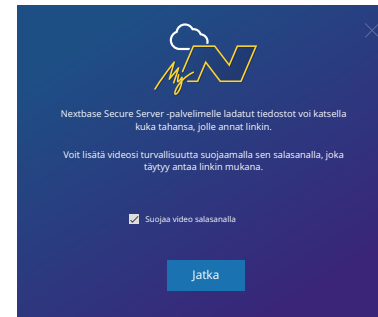 My N
Nextbase Secure Server -palvelimelle ladatut tiedostot voi katsella
kuka tahansa, jolle annat linkin.
Voit lisätä videosi turvallisuutta suojaamalla sen salasanalla, joka
täytyy antaa linkin mukana.
Suojaa video salasanalla
Jatka